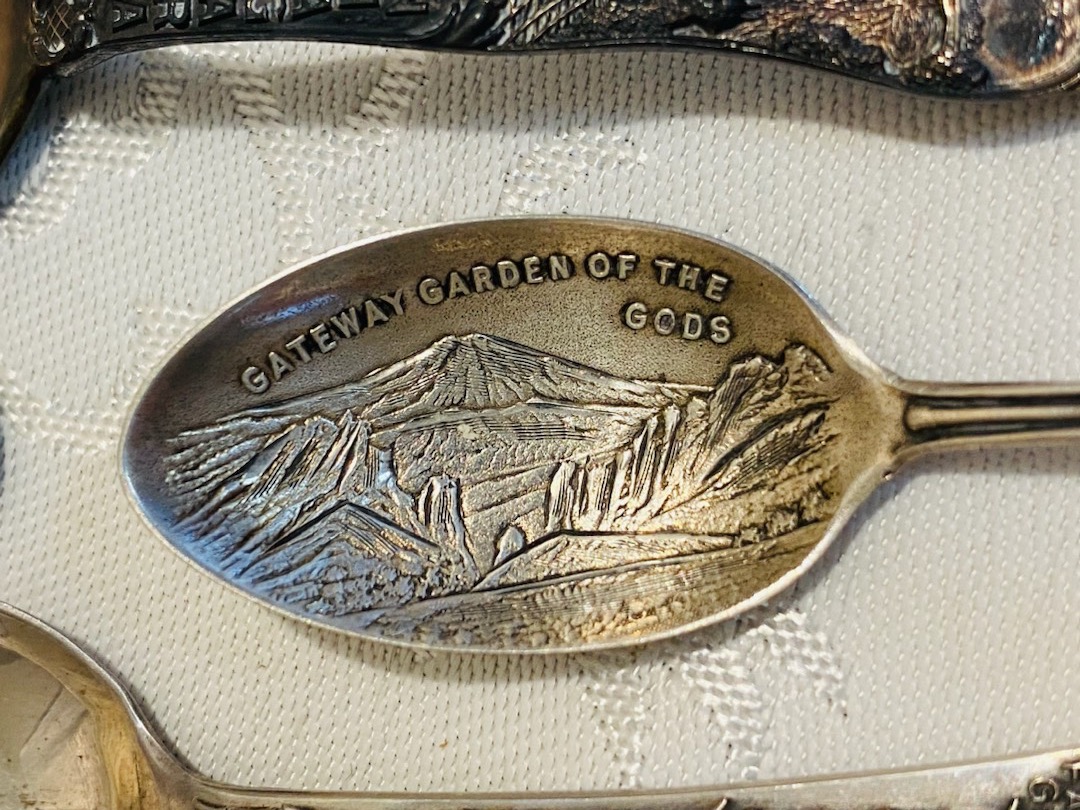 GATEWAY GARDEN OF THE
GODS